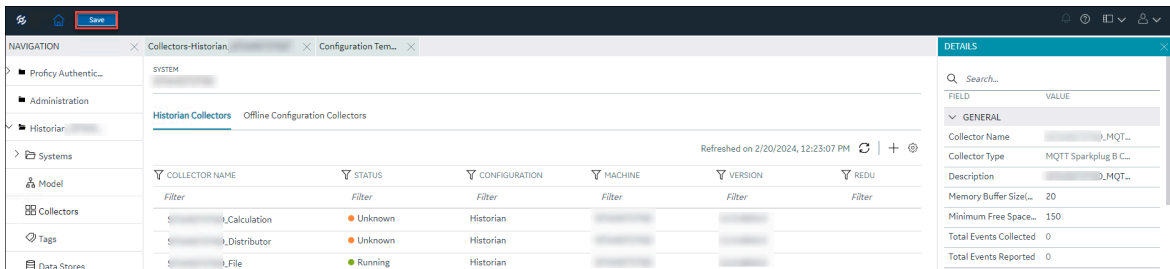 Save
NAVIGATION
Collectors-Historian_
Configuration Tem...
DETAILS
Proficy Authentic...
Administration
Historian
Systems
Model
Collectors
Tags
Data Stores
SYSTEM
Historian Collectors
Offline Configuration Collectors
Refreshed on 2/20/2024, 12:23:07 PM
COLLECTOR NAME STATUS CONFIGURATION MACHINE VERSION REDU
Filter Filter Filter Filter Filter Filter
_Calculation Unknown Historian
_Distributor Unknown Historian
_File Running Historian
Search...
FIELD VALUE
GENERAL
Collector Name _MQT...
Collector Type MQTT Sparkplug B C...
Description _MQT...
Memory Buffer Size(... 20
Minimum Free Space... 150
Total Events Collected 0
Total Events Reported 0